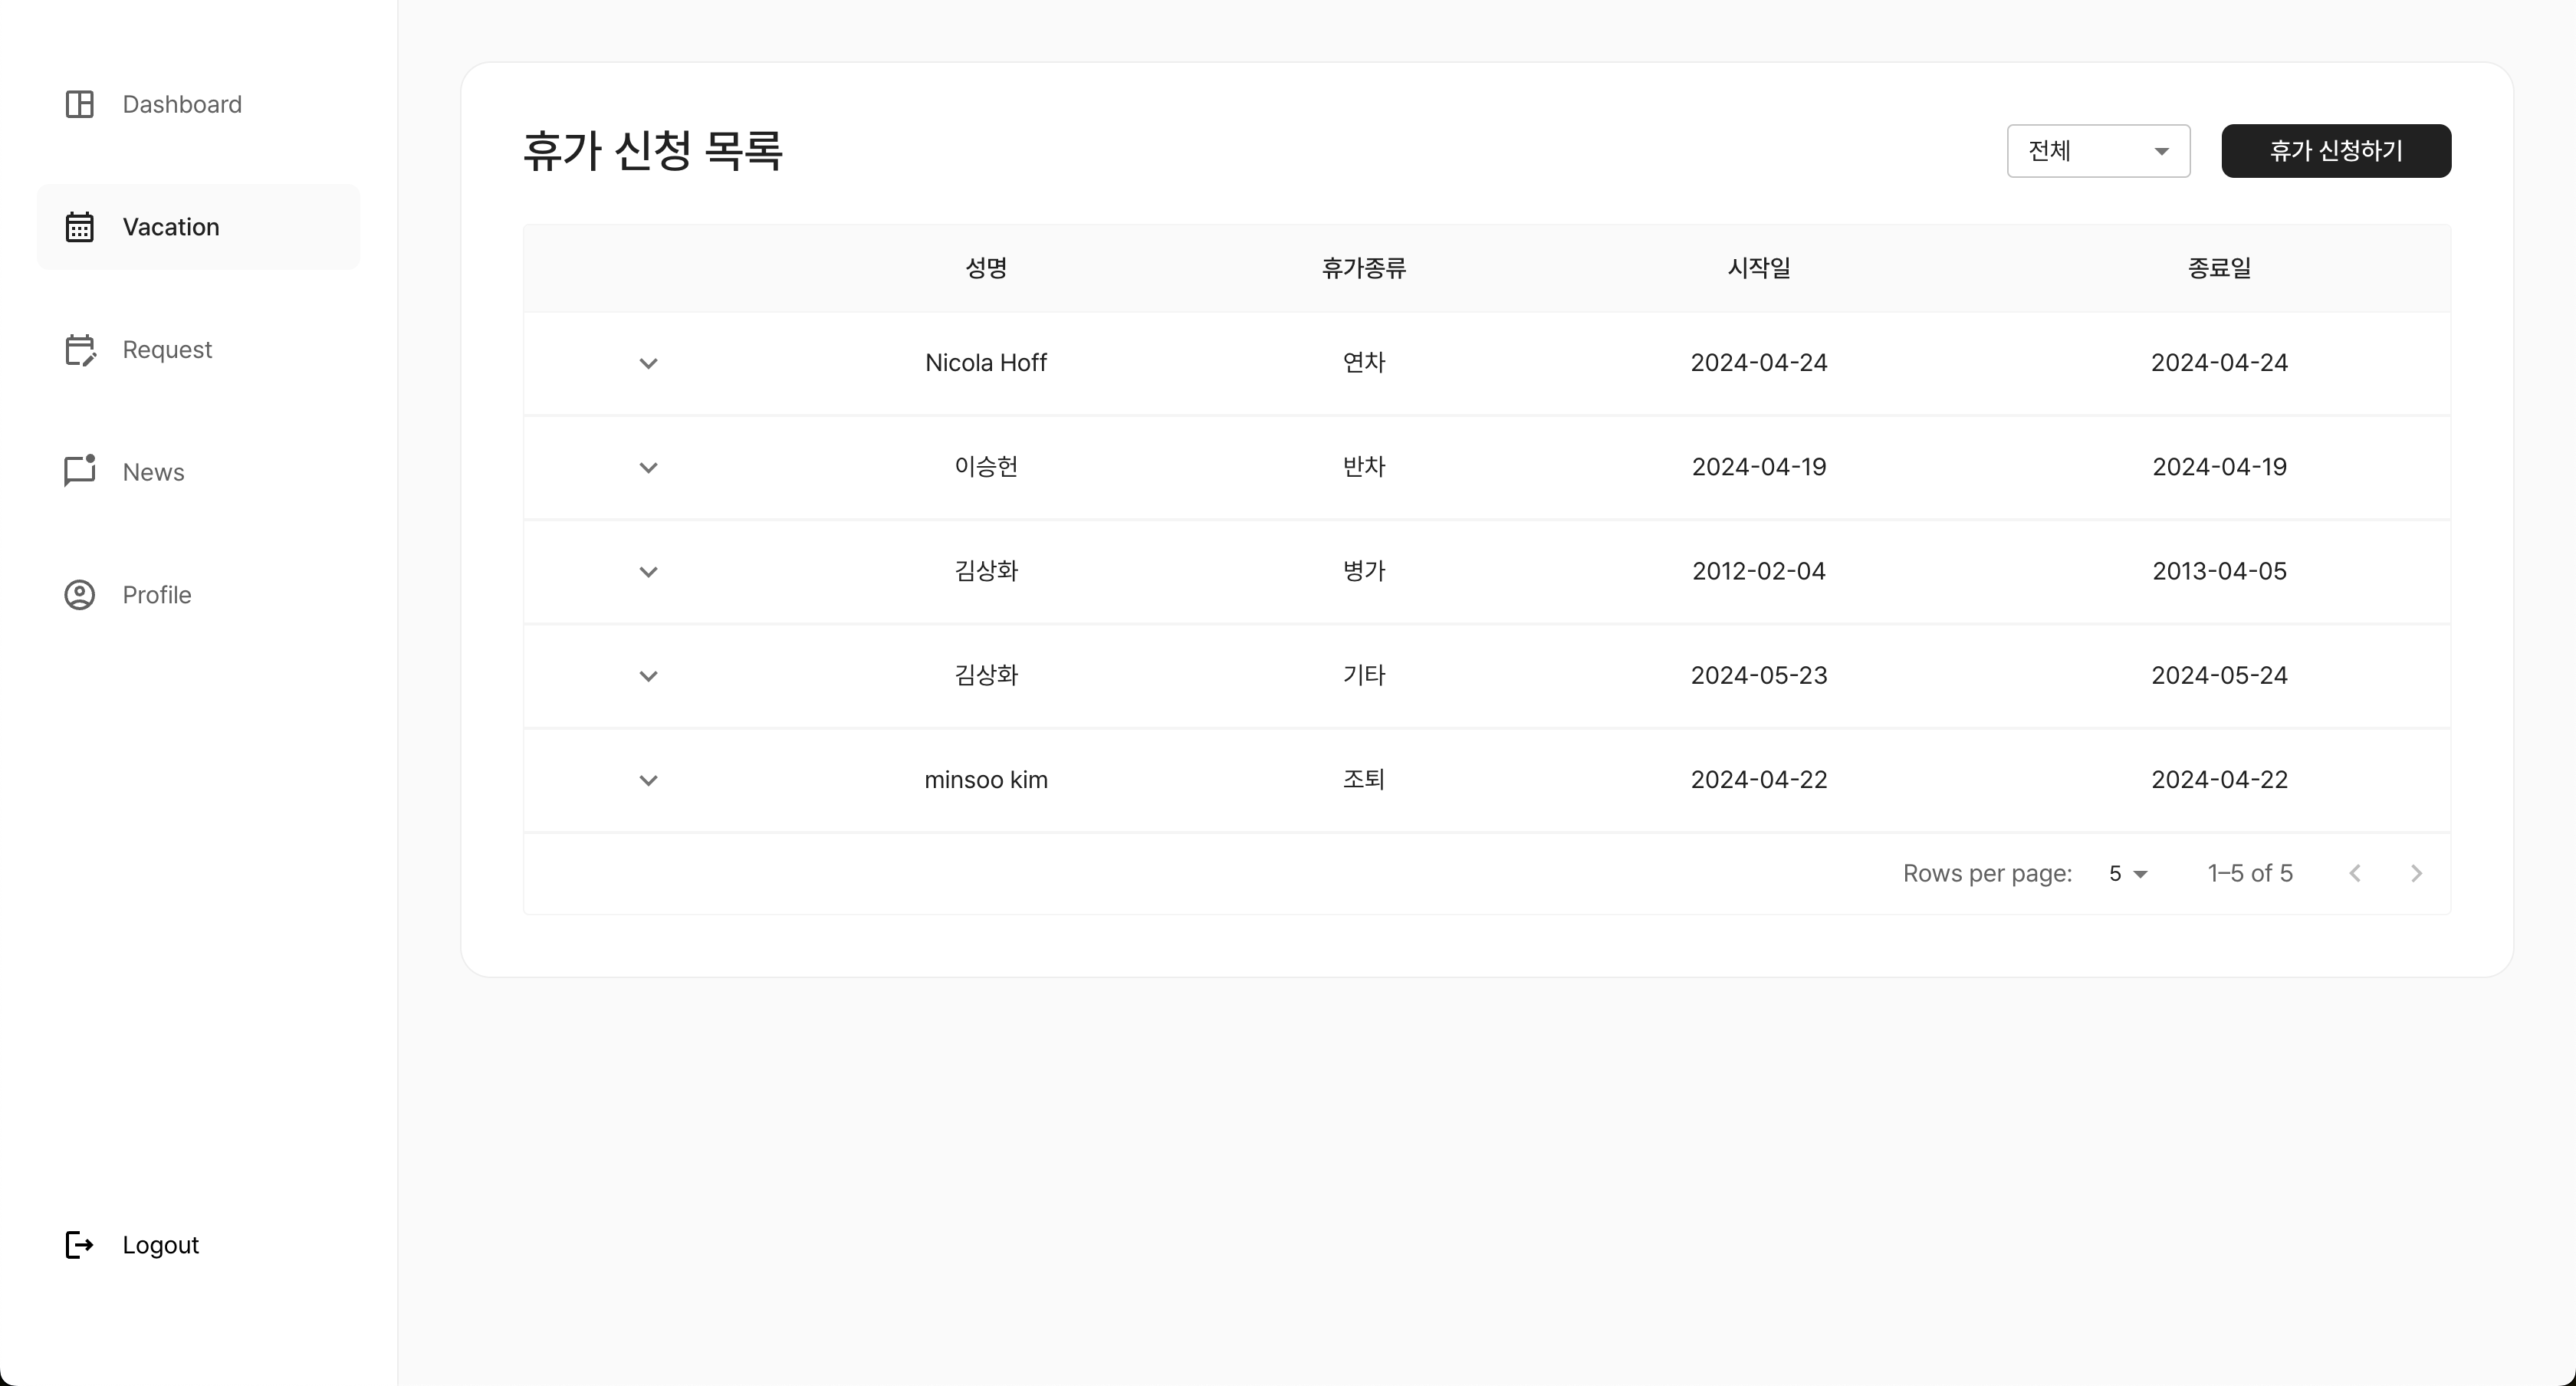 Dashboard
Vacation
Request
News
Profile
Logout
휴가 신청 목록
전체
휴가 신청하기
성명 휴가종류 시작일 종료일
Nicola Hoff 연차 2024-04-24 2024-04-24
이승헌 반차 2024-04-19 2024-04-19
김상화 병가 2012-02-04 2013-04-05
김상화 기타 2024-05-23 2024-05-24
minsoo kim 조퇴 2024-04-22 2024-04-22
Rows per page: 5 1–5 of 5